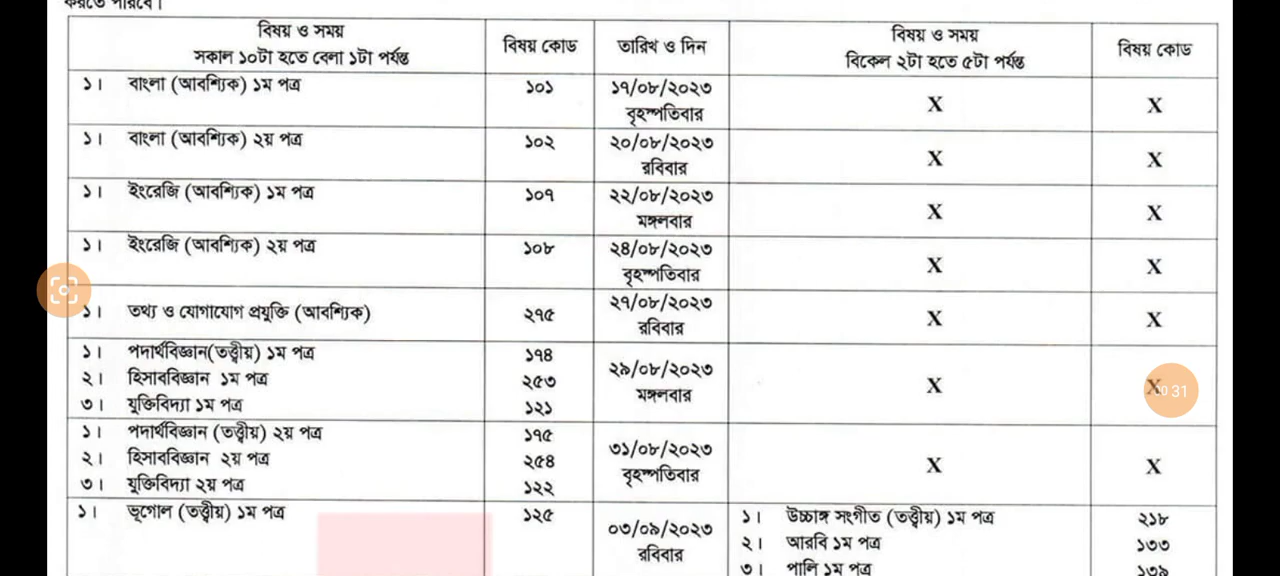 করতে পারবে।
বিষয় ও সময়
সকাল ১০টা হতে বেলা ১টা পর্যন্ত
বিষয় কোড
তারিখ ও দিন
বিষয় ও সময়
বিকেল ২টা হতে ৫টা পর্যন্ত
বিষয় কোড
১। বাংলা (আবশ্যিক) ১ম পত্র ১০১ ১৭/০৮/২০২৩ X X
বৃহস্পতিবার
১। বাংলা (আবশ্যিক) ২য় পত্র ১০২ ২০/০৮/২০২৩ X X
রবিবার
১। ইংরেজি (আবশ্যিক) ১ম পত্র ১০৭ ২২/০৮/২০২৩ X X
মঙ্গলবার
১। ইংরেজি (আবশ্যিক) ২য় পত্র ১০৮ ২৪/০৮/২০২৩ X X
বৃহস্পতিবার
১। তথ্য ও যোগাযোগ প্রযুক্তি (আবশ্যিক) ২৭৫ ২৭/০৮/২০২৩ X X
রবিবার
১। পদার্থবিজ্ঞান(তত্ত্বীয়) ১ম পত্র ১৭৪
২। হিসাববিজ্ঞান ১ম পত্র ২৫৩
৩। যুক্তিবিদ্যা ১ম পত্র ১২১
২৯/০৮/২০২৩
মঙ্গলবার
X X
00:31
১। পদার্থবিজ্ঞান (তত্ত্বীয়) ২য় পত্র ১৭৫
২। হিসাববিজ্ঞান ২য় পত্র ২৫৪
৩। যুক্তিবিদ্যা ২য় পত্র ১২২
৩১/০৮/২০২৩
বৃহস্পতিবার
X X
১। ভূগোল (তত্ত্বীয়) ১ম পত্র ১২৫
০৩/০৯/২০২৩
রবিবার
১। উচ্চাঙ্গ সংগীত (তত্ত্বীয়) ১ম পত্র ২১৮
২। আরবি ১ম পত্র ১৩৩
৩। পালি ১ম পত্র ১৩৯